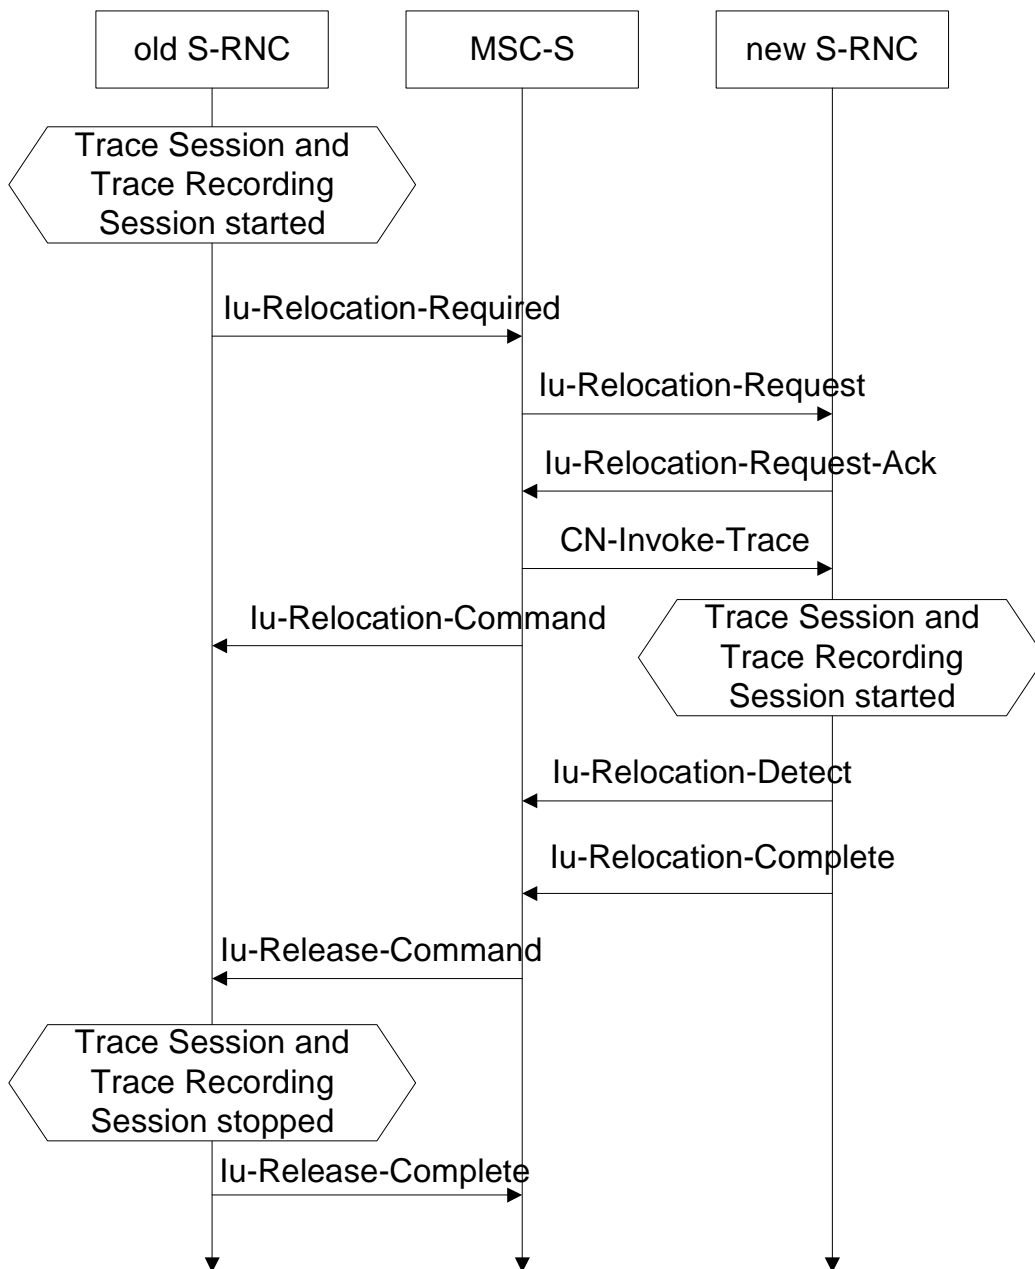 old S-RNC
MSC-S
new S-RNC
Trace Session and
Trace Recording
Session started
Iu-Relocation-Required
Iu-Relocation-Request
Iu-Relocation-Request-Ack
CN-Invoke-Trace
Iu-Relocation-Command
Trace Session and
Trace Recording
Session started
Iu-Relocation-Detect
Iu-Relocation-Complete
Iu-Release-Command
Trace Session and
Trace Recording
Session stopped
Iu-Release-Complete